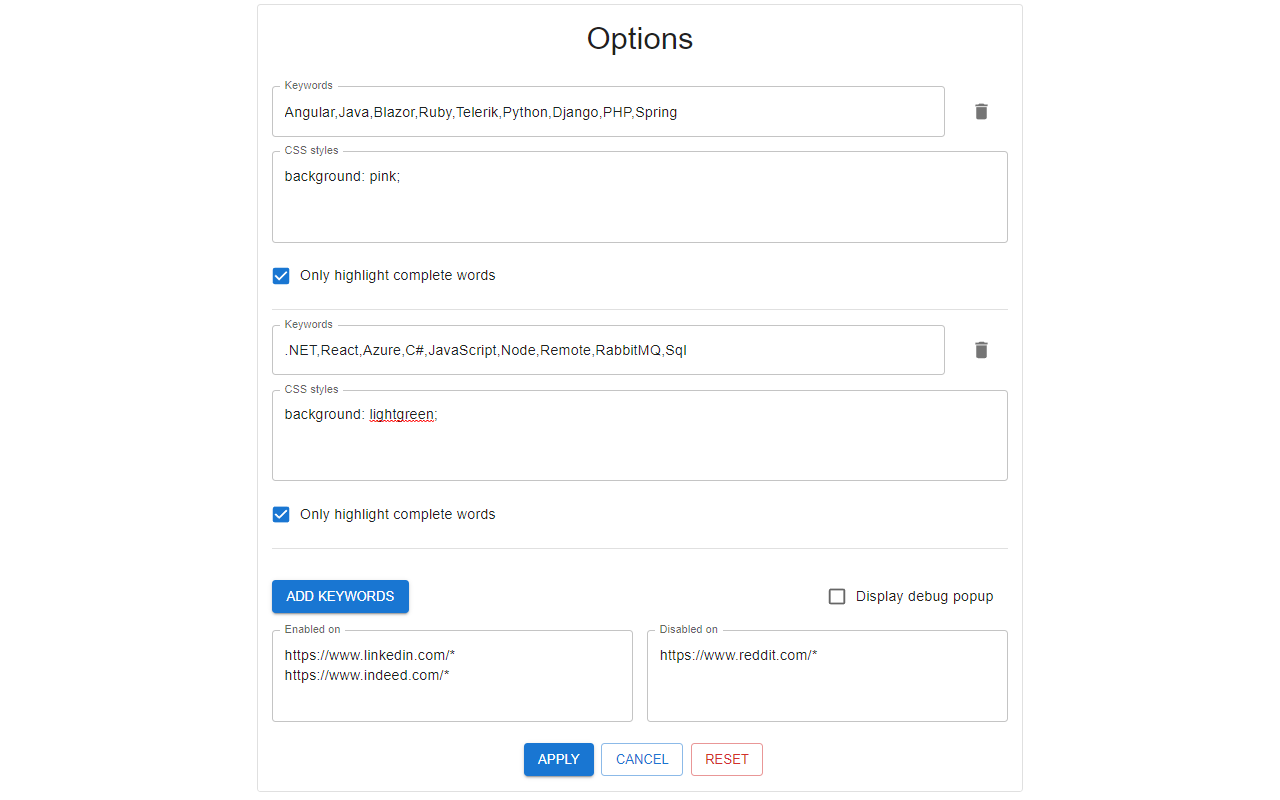 Options
Keywords
Angular,Java,Blazor,Ruby,Telerik,Python,Django,PHP,Spring
CSS styles
background: pink;
Only highlight complete words
Keywords
.NET,React,Azure,C#,JavaScript,Node,Remote,RabbitMQ,Sql
CSS styles
background: lightgreen;
Only highlight complete words
ADD KEYWORDS
Display debug popup
Enabled on
https://www.linkedin.com/*
https://www.indeed.com/*
Disabled on
https://www.reddit.com/*
APPLY
CANCEL
RESET